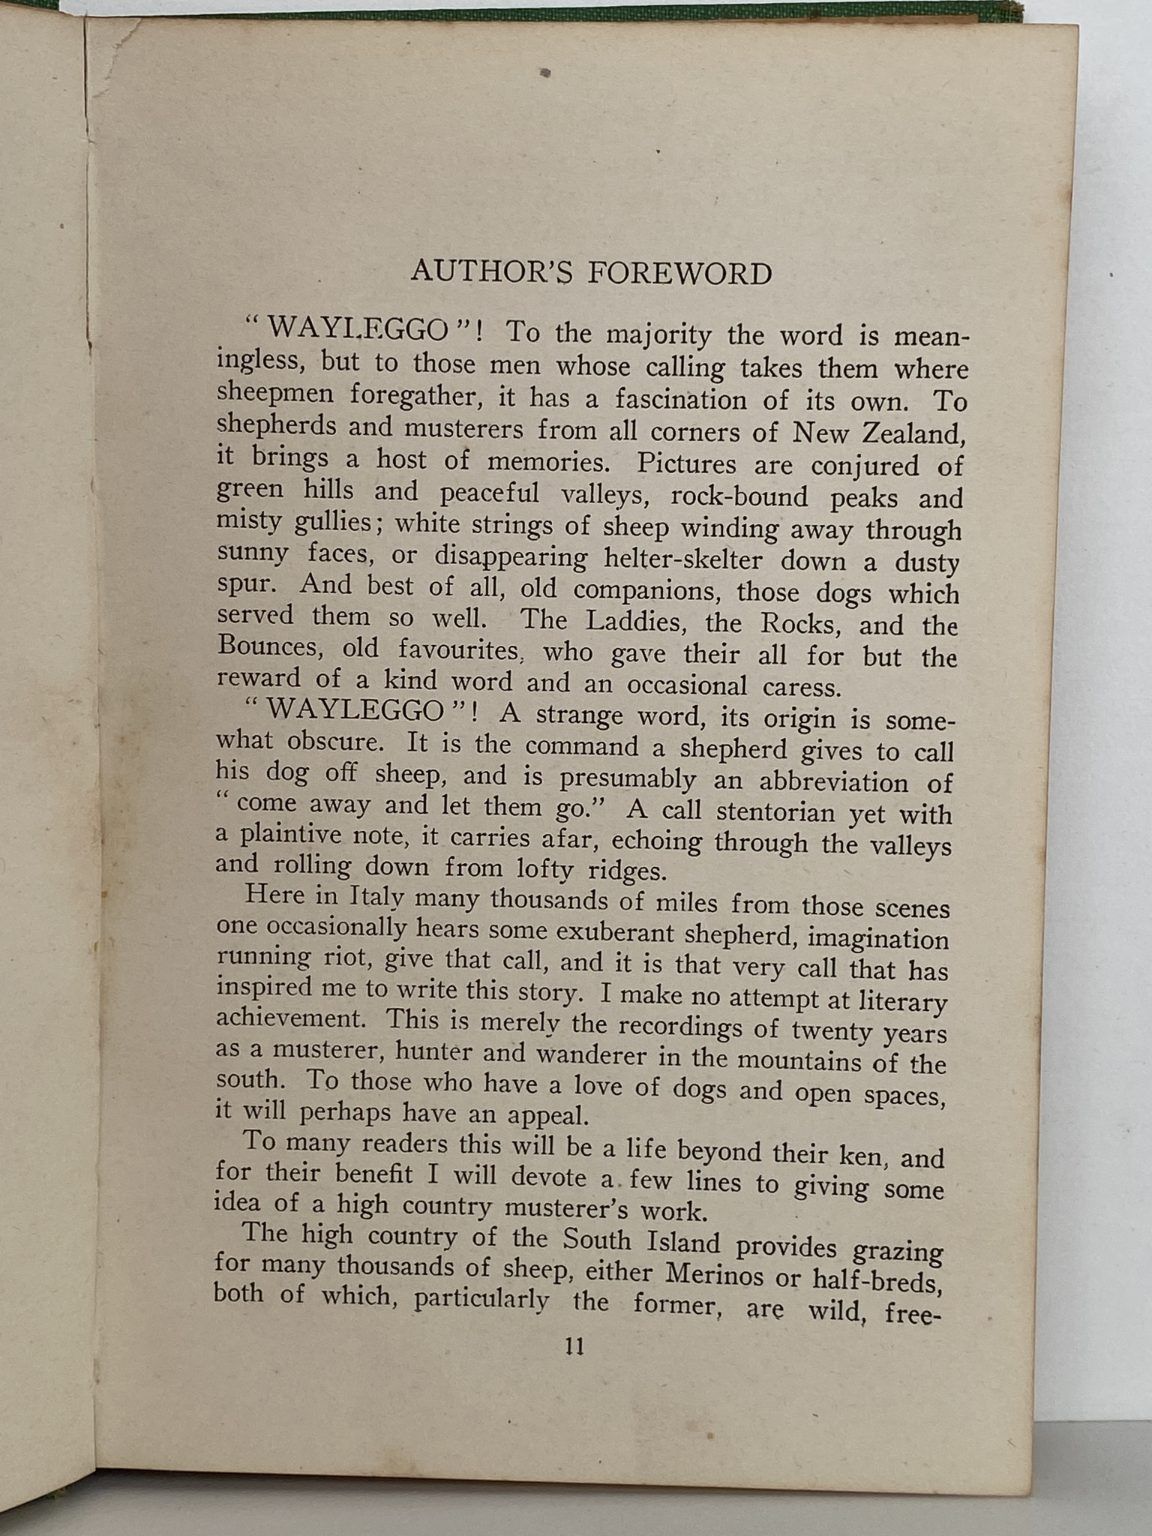 AUTHOR'S FOREWORD
“ WAYLEGGO ”! To the majority the word is mean-
ingless, but to those men whose calling takes them where
sheepmen foregather, it has a fascination of its own. To
shepherds and musterers from all corners of New Zealand,
it brings a host of memories. Pictures are conjured of
green hills and peaceful valleys, rock-bound peaks and
misty gullies; white strings of sheep winding away through
sunny faces, or disappearing helter-skelter down a dusty
spur. And best of all, old companions, those dogs which
served them so well. The Laddies, the Rocks, and the
Bounces, old favourites, who gave their all for but the
reward of a kind word and an occasional caress.
“ WAYLEGGO ”! A strange word, its origin is some-
what obscure. It is the command a shepherd gives to call
his dog off sheep, and is presumably an abbreviation of
“ come away and let them go.” A call stentorian yet with
a plaintive note, it carries afar, echoing through the valleys
and rolling down from lofty ridges.
Here in Italy many thousands of miles from those scenes
one occasionally hears some exuberant shepherd, imagination
running riot, give that call, and it is that very call that has
inspired me to write this story. I make no attempt at literary
achievement. This is merely the recordings of twenty years
as a musterer, hunter and wanderer in the mountains of the
south. To those who have a love of dogs and open spaces,
it will perhaps have an appeal.
To many readers this will be a life beyond their ken, and
for their benefit I will devote a few lines to giving some
idea of a high country musterer's work.
The high country of the South Island provides grazing
for many thousands of sheep, either Merinos or half-breds,
both of which, particularly the former, are wild, free-
11